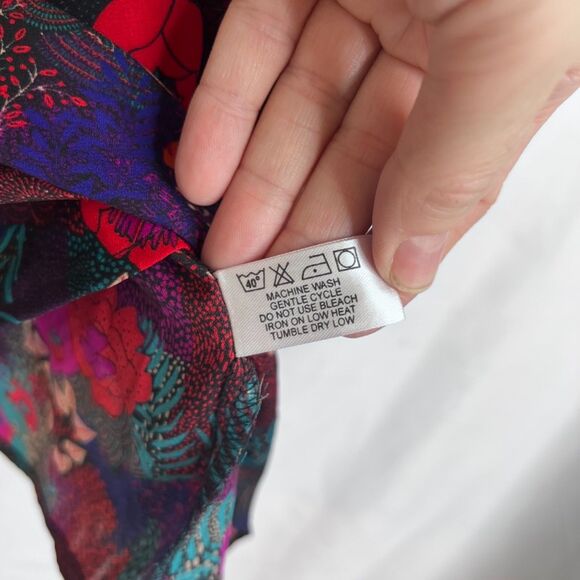 40°
MACHINE WASH
GENTLE CYCLE
DO NOT USE BLEACH
IRON ON LOW HEAT
TUMBLE DRY LOW